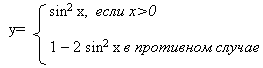 y= { sin² x, если x>0
1 – 2 sin² x в противном случае